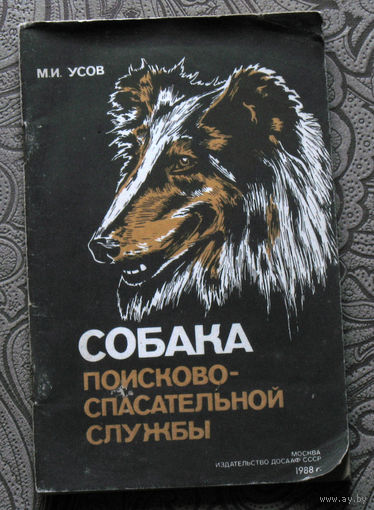 М.И. УСОВ
СОБАКА
ПОИСКОВО-
СПАСАТЕЛЬНОЙ
СЛУЖБЫ
МОСКВА
ИЗДАТЕЛЬСТВО ДОСААФ СССР
1988 г.
www.ay.by